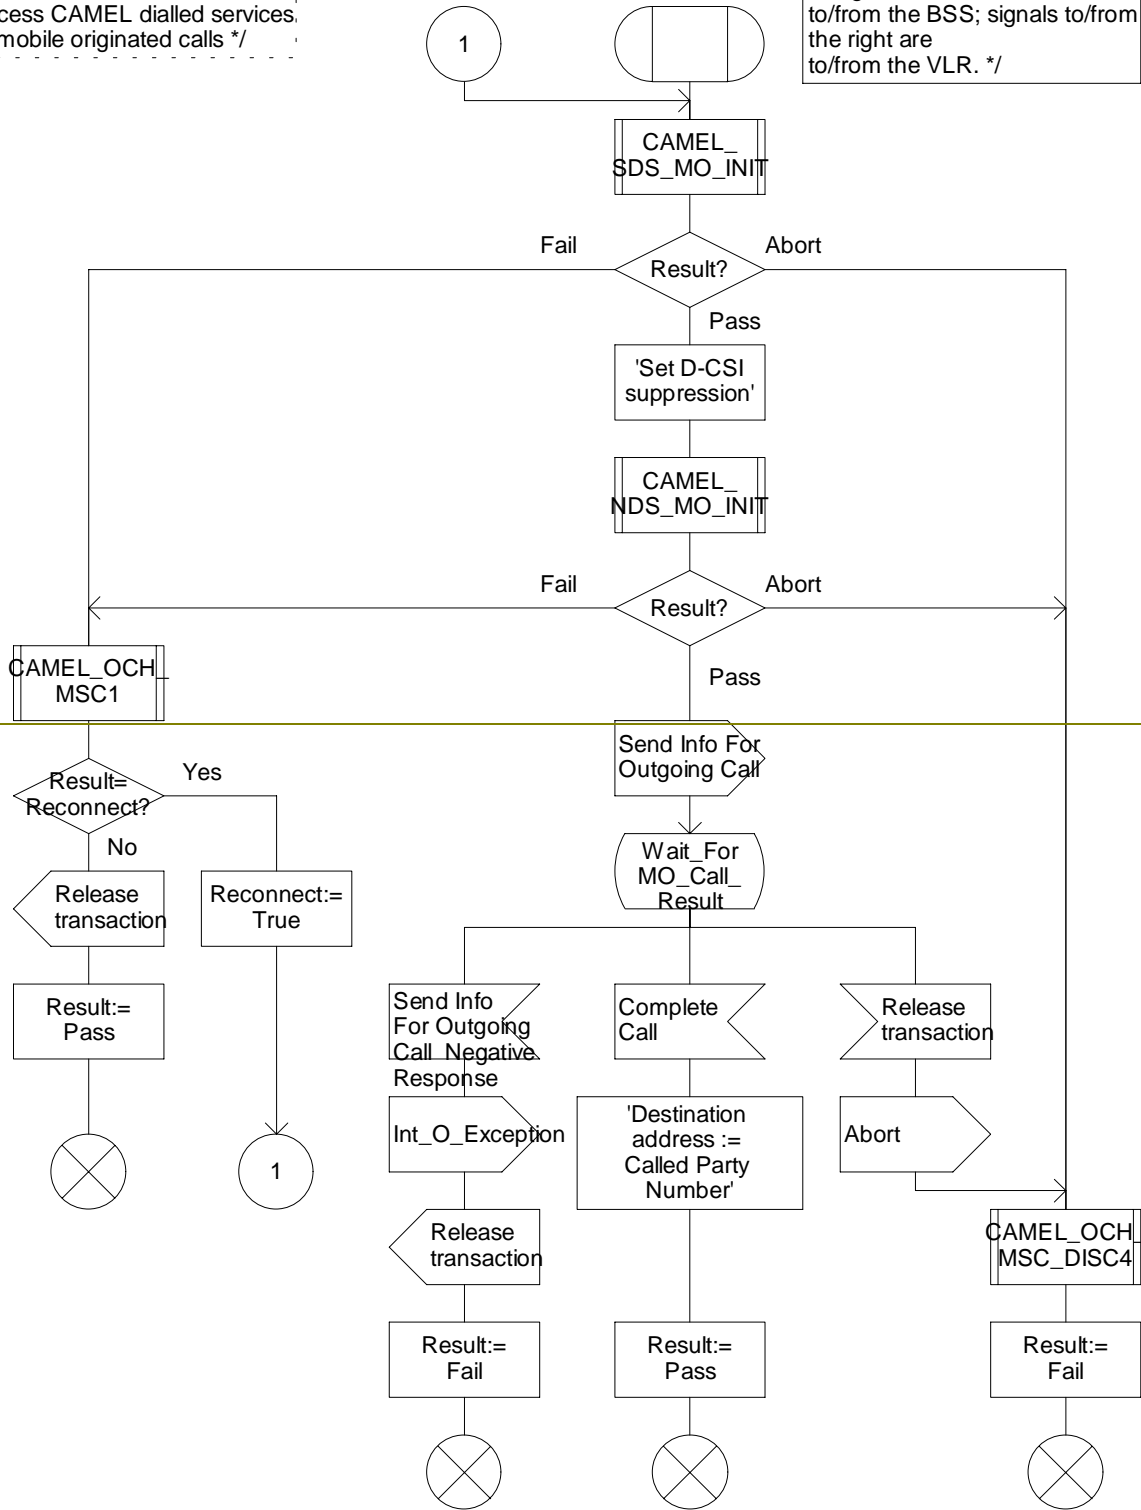 cess CAMEL dialled services
mobile originated calls */
1
to/from the BSS; signals to/from
the right are
to/from the VLR. */
CAMEL_
SDS_MO_INIT
Fail
Abort
Result?
Pass
'Set D-CSI
suppression'
CAMEL_
NDS_MO_INIT
Fail
Abort
Result?
Pass
CAMEL_OCH_
MSC1
Send Info For
Outgoing Call
Result=
Reconnect?
Yes
No
Wait_For
MO_Call_
Result
Release
transaction
Reconnect:=
True
Result:=
Pass
Send Info
For Outgoing
Call Negative
Response
Complete
Call
Release
transaction
Int_O_Exception
'Destination
address :=
Called Party
Number'
Abort
1
Release
transaction
CAMEL_OCH_
MSC_DISC4
Result:=
Fail
Result:=
Pass
Result:=
Fail